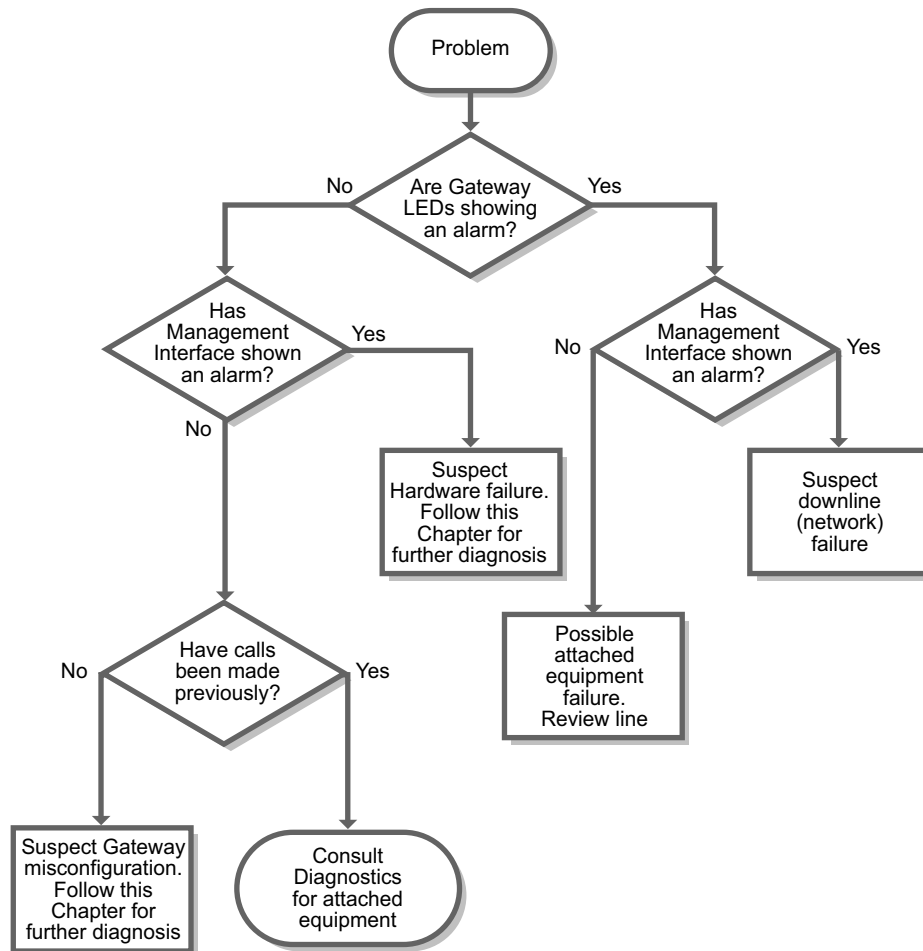 Problem
Are Gateway
LEDs showing
an alarm?
No
Yes
Has
Management
Interface shown
an alarm?
Yes
No
Has
Management
Interface shown
an alarm?
No
Yes
Suspect
Hardware failure.
Follow this
Chapter for
further diagnosis
Suspect
downline
(network)
failure
Have calls
been made
previously?
No
Yes
Possible
attached
equipment
failure.
Review line
Suspect Gateway
misconfiguration.
Follow this
Chapter for
further diagnosis
Consult
Diagnostics
for attached
equipment